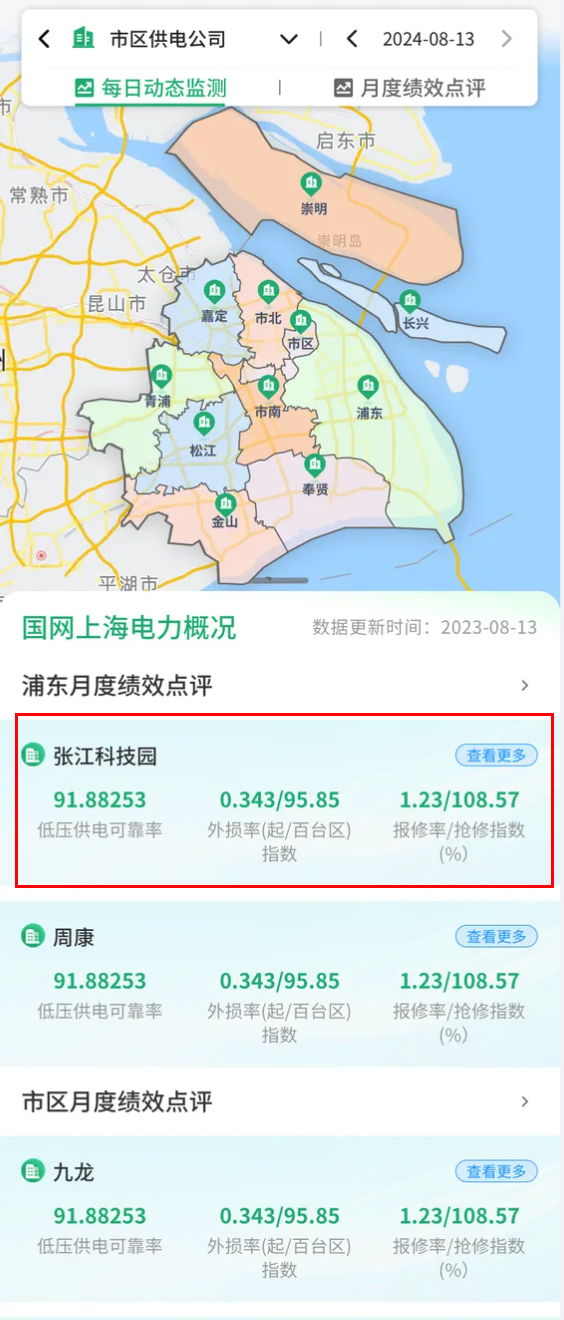 市区供电公司
2024-08-13
每日动态监测
月度绩效点评
市
启东市
常熟市
崇明
崇明岛
太仓市
昆山市
嘉定
市北
长兴
市区
青浦
市南
浦东
松江
奉贤
金山
平湖市
国网上海电力概况
数据更新时间：2023-08-13
浦东月度绩效点评
张江科技园
查看更多
91.88253
0.343/95.85
1.23/108.57
低压供电可靠率
外损率(起/百台区)
指数
报修率/抢修指数
(%)
周康
查看更多
91.88253
0.343/95.85
1.23/108.57
低压供电可靠率
外损率(起/百台区)
指数
报修率/抢修指数
(%)
市区月度绩效点评
九龙
查看更多
91.88253
0.343/95.85
1.23/108.57
低压供电可靠率
外损率(起/百台区)
指数
报修率/抢修指数
(%)